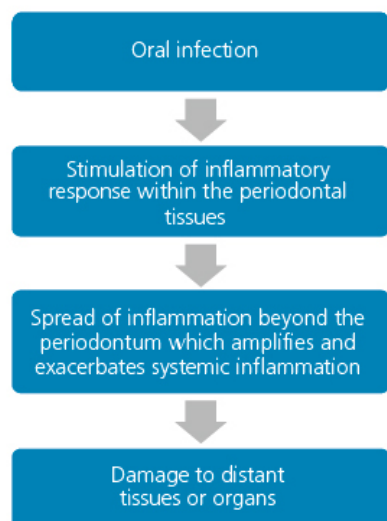 Oral infection
Stimulation of inflammatory
response within the periodontal
tissues
Spread of inflammation beyond the
periodontum which amplifies and
exacerbates systemic inflammation
Damage to distant
tissues or organs